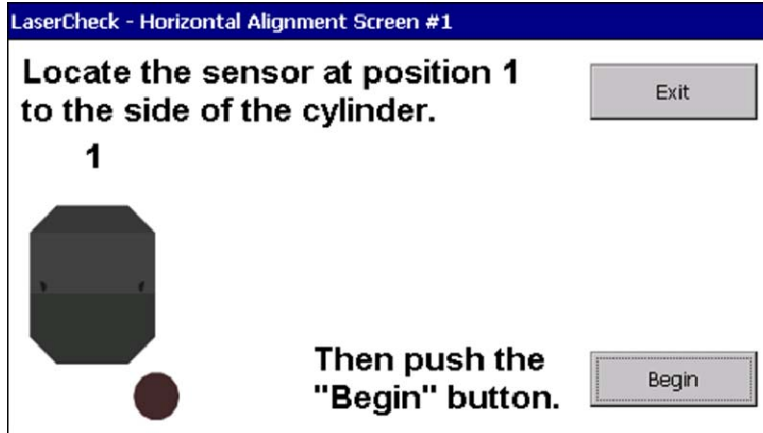 LaserCheck - Horizontal Alignment Screen #1
Locate the sensor at position 1
to the side of the cylinder.
Exit
1
Then push the
"Begin" button.
Begin